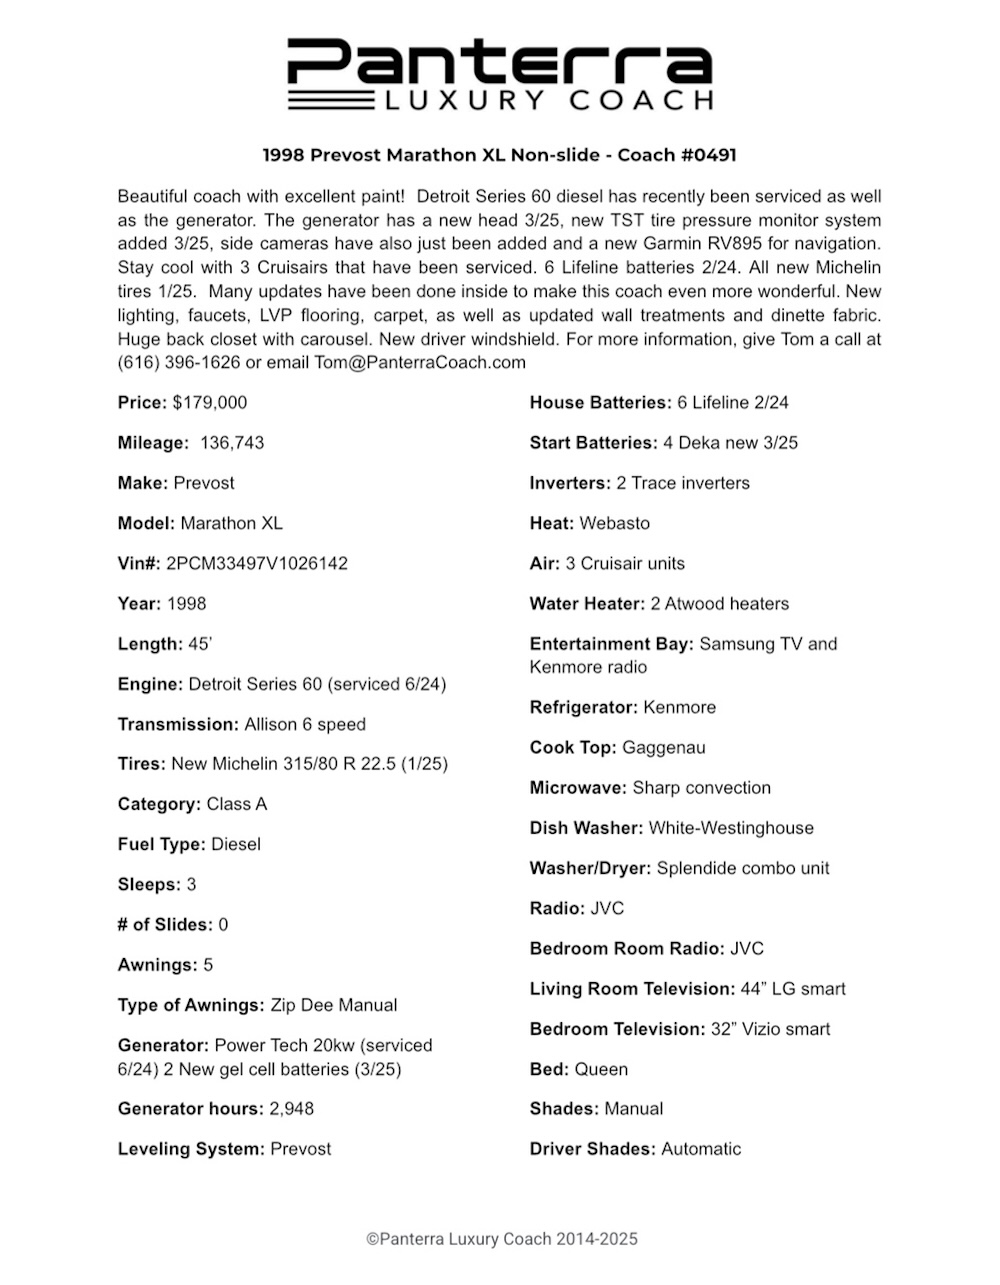 Panterra
LUXURY COACH
1998 Prevost Marathon XL Non-slide - Coach #0491
Beautiful coach with excellent paint!  Detroit Series 60 diesel has recently been serviced as well
as the generator. The generator has a new head 3/25, new TST tire pressure monitor system
added 3/25, side cameras have also just been added and a new Garmin RV895 for navigation.
Stay cool with 3 Cruisairs that have been serviced. 6 Lifeline batteries 2/24. All new Michelin
tires 1/25.  Many updates have been done inside to make this coach even more wonderful. New
lighting, faucets, LVP flooring, carpet, as well as updated wall treatments and dinette fabric.
Huge back closet with carousel. New driver windshield. For more information, give Tom a call at
(616) 396-1626 or email Tom@PanterraCoach.com
Price: $179,000
Mileage:  136,743
Make: Prevost
Model: Marathon XL
Vin#: 2PCM33497V1026142
Year: 1998
Length: 45’
Engine: Detroit Series 60 (serviced 6/24)
Transmission: Allison 6 speed
Tires: New Michelin 315/80 R 22.5 (1/25)
Category: Class A
Fuel Type: Diesel
Sleeps: 3
# of Slides: 0
Awnings: 5
Type of Awnings: Zip Dee Manual
Generator: Power Tech 20kw (serviced
6/24) 2 New gel cell batteries (3/25)
Generator hours: 2,948
Leveling System: Prevost
House Batteries: 6 Lifeline 2/24
Start Batteries: 4 Deka new 3/25
Inverters: 2 Trace inverters
Heat: Webasto
Air: 3 Cruisair units
Water Heater: 2 Atwood heaters
Entertainment Bay: Samsung TV and
Kenmore radio
Refrigerator: Kenmore
Cook Top: Gaggenau
Microwave: Sharp convection
Dish Washer: White-Westinghouse
Washer/Dryer: Splendide combo unit
Radio: JVC
Bedroom Room Radio: JVC
Living Room Television: 44” LG smart
Bedroom Television: 32” Vizio smart
Bed: Queen
Shades: Manual
Driver Shades: Automatic
©Panterra Luxury Coach 2014-2025